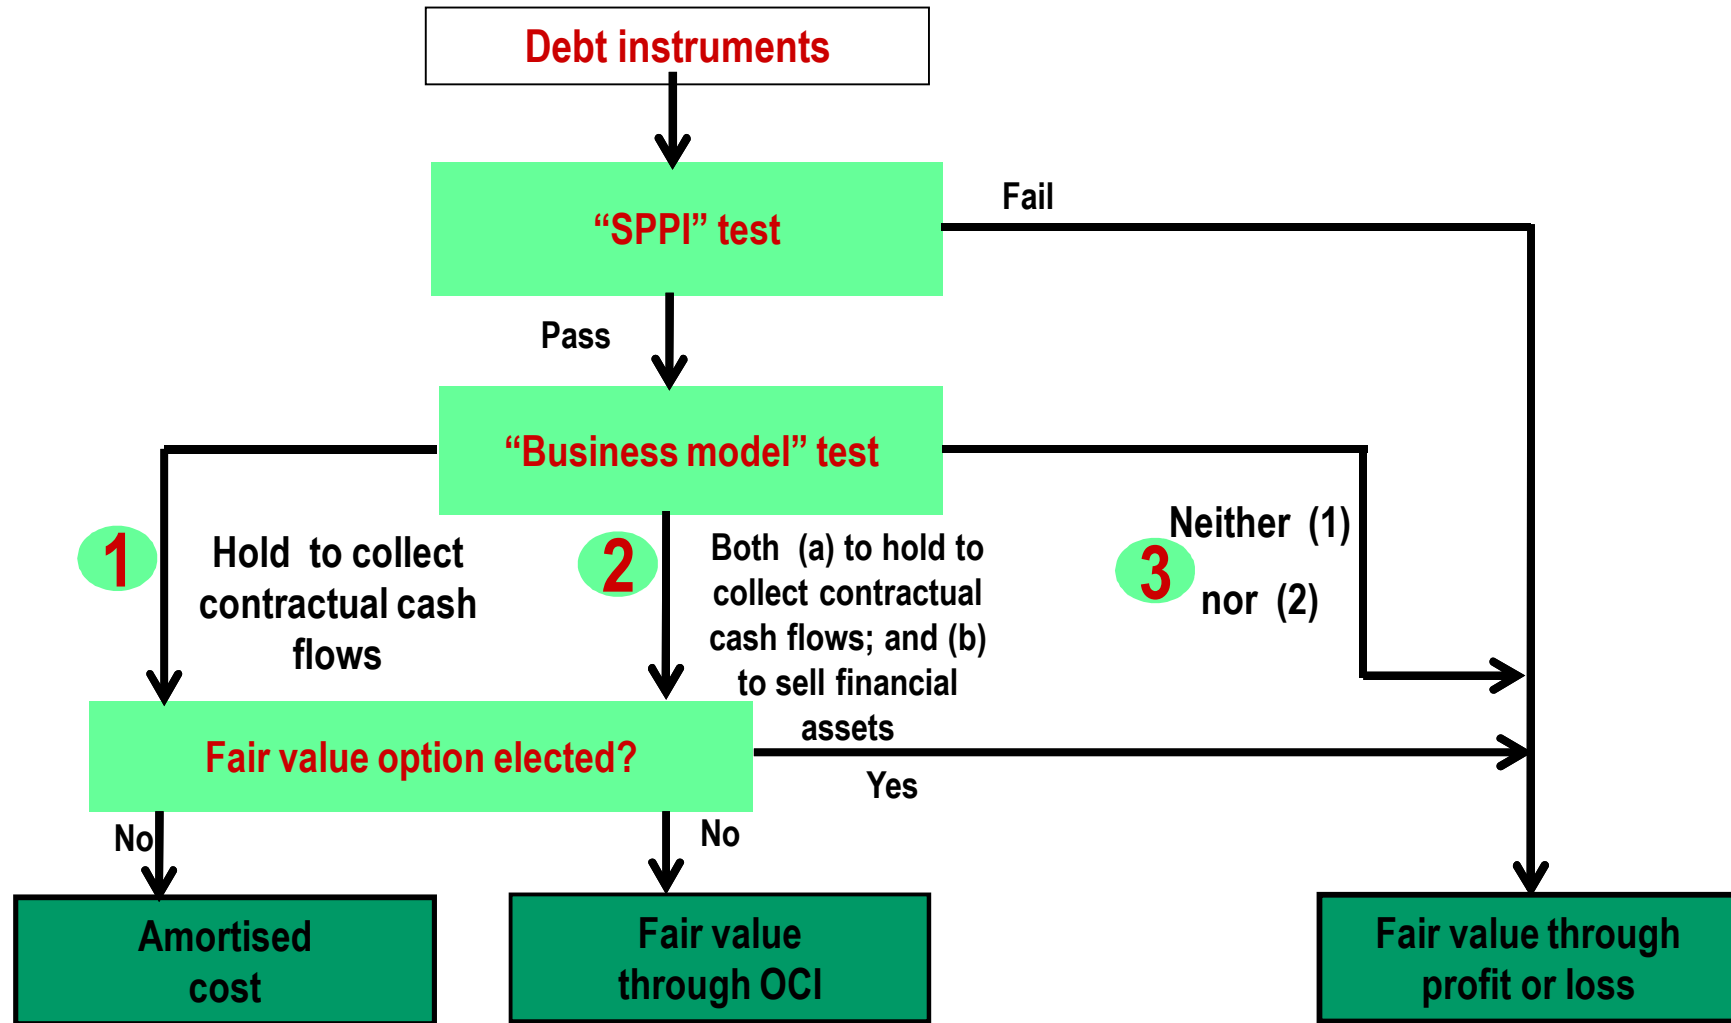 Debt instruments
“SPPI” test
Fail
Pass
“Business model” test
1
Hold to collect
contractual cash
flows
2
Both (a) to hold to
collect contractual
cash flows; and (b)
to sell financial
assets
3
Neither (1)
nor (2)
Fair value option elected?
Yes
No
No
Amortised
cost
Fair value
through OCI
Fair value through
profit or loss